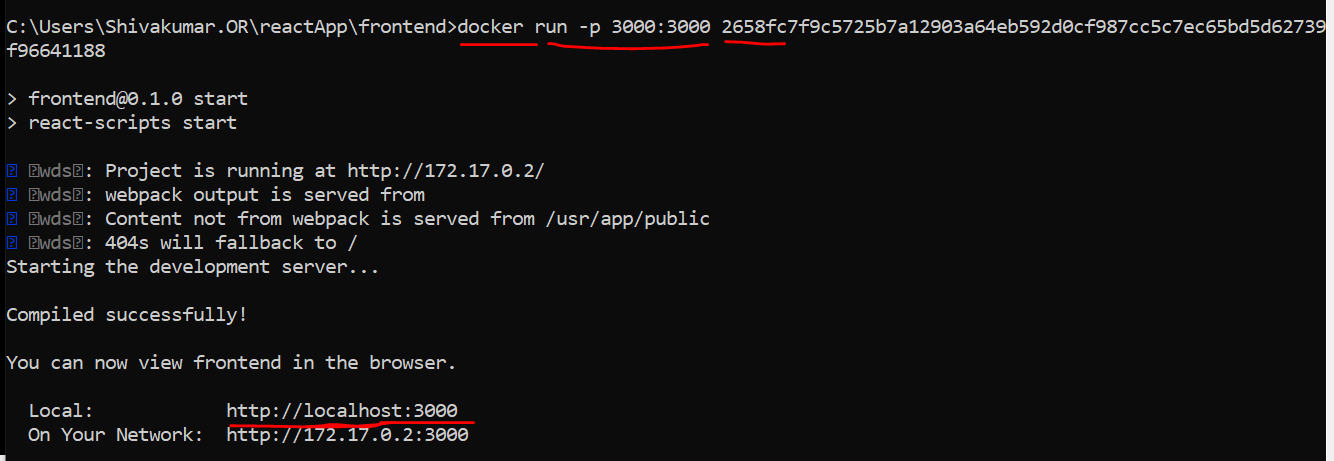 C:\Users\Shivakumar.OR\reactApp\frontend>docker run -p 3000:3000 2658fc7f9c5725b7a12903a64eb592d0cf987cc5c7ec65bd5d62739
f96641188
> frontend@0.1.0 start
> react-scripts start
⍰ ⍰wds⍰: Project is running at http://172.17.0.2/
⍰ ⍰wds⍰: webpack output is served from
⍰ ⍰wds⍰: Content not from webpack is served from /usr/app/public
⍰ ⍰wds⍰: 404s will fallback to /
Starting the development server...
Compiled successfully!
You can now view frontend in the browser.
Local: http://localhost:3000
On Your Network: http://172.17.0.2:3000